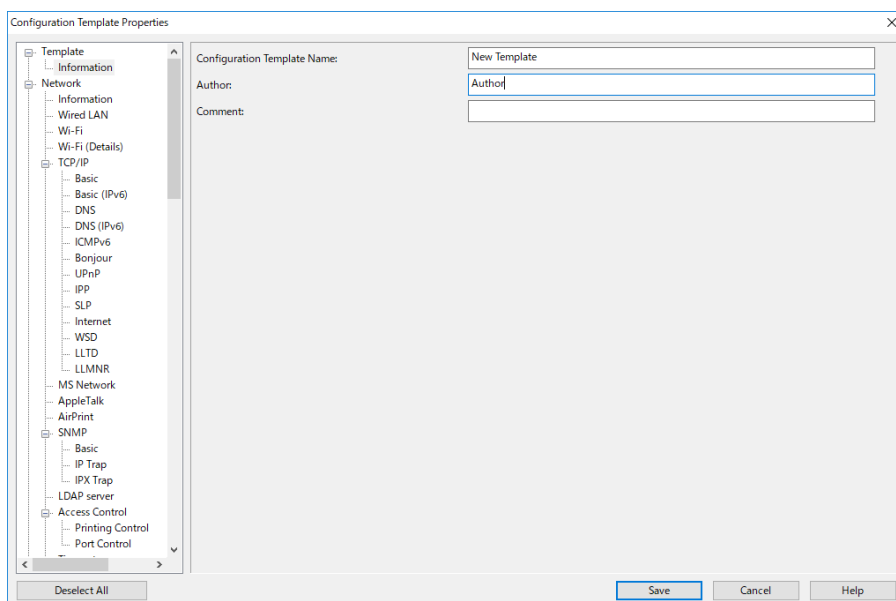 Configuration Template Properties
Template
Information
Network
Information
Wired LAN
Wi-Fi
Wi-Fi (Details)
TCP/IP
Basic
Basic (IPv6)
DNS
DNS (IPv6)
ICMPv6
Bonjour
UPnP
IPP
SLP
Internet
WSD
LLTD
LLMNR
MS Network
AppleTalk
AirPrint
SNMP
Basic
IP Trap
IPX Trap
LDAP server
Access Control
Printing Control
Port Control
Configuration Template Name: New Template
Author: Author
Comment:
Deselect All Save Cancel Help